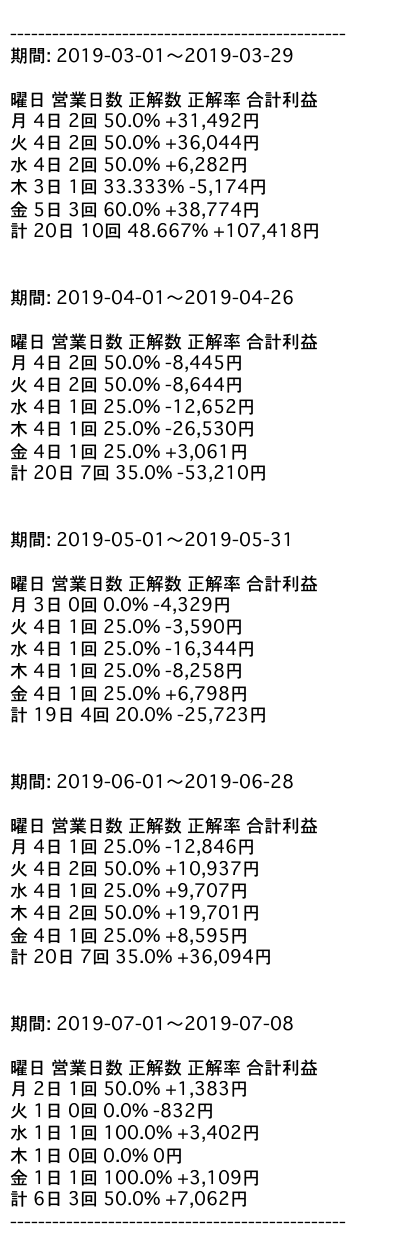 ------------------------------------------------
期間: 2019-03-01〜2019-03-29
曜日 営業日数 正解数 正解率 合計利益
月 4日 2回 50.0% +31,492円
火 4日 2回 50.0% +36,044円
水 4日 2回 50.0% +6,282円
木 3日 1回 33.333% -5,174円
金 5日 3回 60.0% +38,774円
計 20日 10回 48.667% +107,418円
期間: 2019-04-01〜2019-04-26
曜日 営業日数 正解数 正解率 合計利益
月 4日 2回 50.0% -8,445円
火 4日 2回 50.0% -8,644円
水 4日 1回 25.0% -12,652円
木 4日 1回 25.0% -26,530円
金 4日 1回 25.0% +3,061円
計 20日 7回 35.0% -53,210円
期間: 2019-05-01〜2019-05-31
曜日 営業日数 正解数 正解率 合計利益
月 3日 0回 0.0% -4,329円
火 4日 1回 25.0% -3,590円
水 4日 1回 25.0% -16,344円
木 4日 1回 25.0% -8,258円
金 4日 1回 25.0% +6,798円
計 19日 4回 20.0% -25,723円
期間: 2019-06-01〜2019-06-28
曜日 営業日数 正解数 正解率 合計利益
月 4日 1回 25.0% -12,846円
火 4日 2回 50.0% +10,937円
水 4日 1回 25.0% +9,707円
木 4日 2回 50.0% +19,701円
金 4日 1回 25.0% +8,595円
計 20日 7回 35.0% +36,094円
期間: 2019-07-01〜2019-07-08
曜日 営業日数 正解数 正解率 合計利益
月 2日 1回 50.0% +1,383円
火 1日 0回 0.0% -832円
水 1日 1回 100.0% +3,402円
木 1日 0回 0.0% 0円
金 1日 1回 100.0% +3,109円
計 6日 3回 50.0% +7,062円
------------------------------------------------